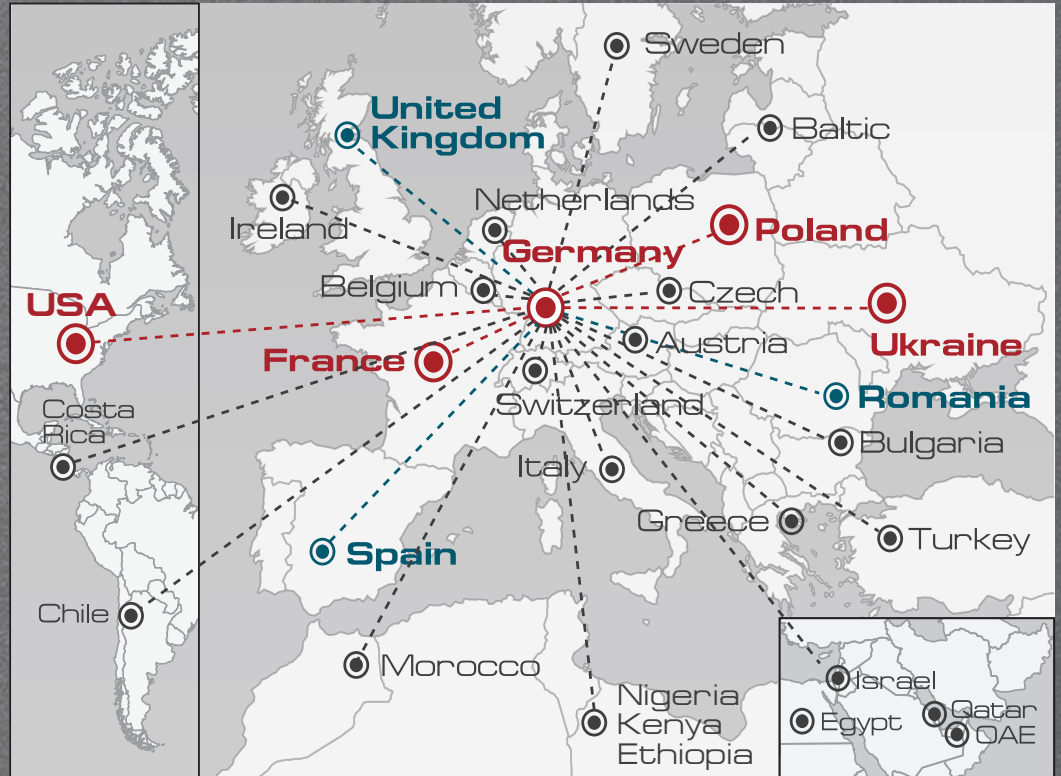 Sweden
United
Kingdom
Baltic
Netherlands
Ireland
Germany
Poland
Belgium
Czech
USA
Ukraine
France
Austria
Switzerland
Romania
Costa
Rica
Bulgaria
Italy
Greece
Turkey
Spain
Chile
Morocco
Israel
Nigeria
Kenya
Ethiopia
Egypt
Qatar
OAE